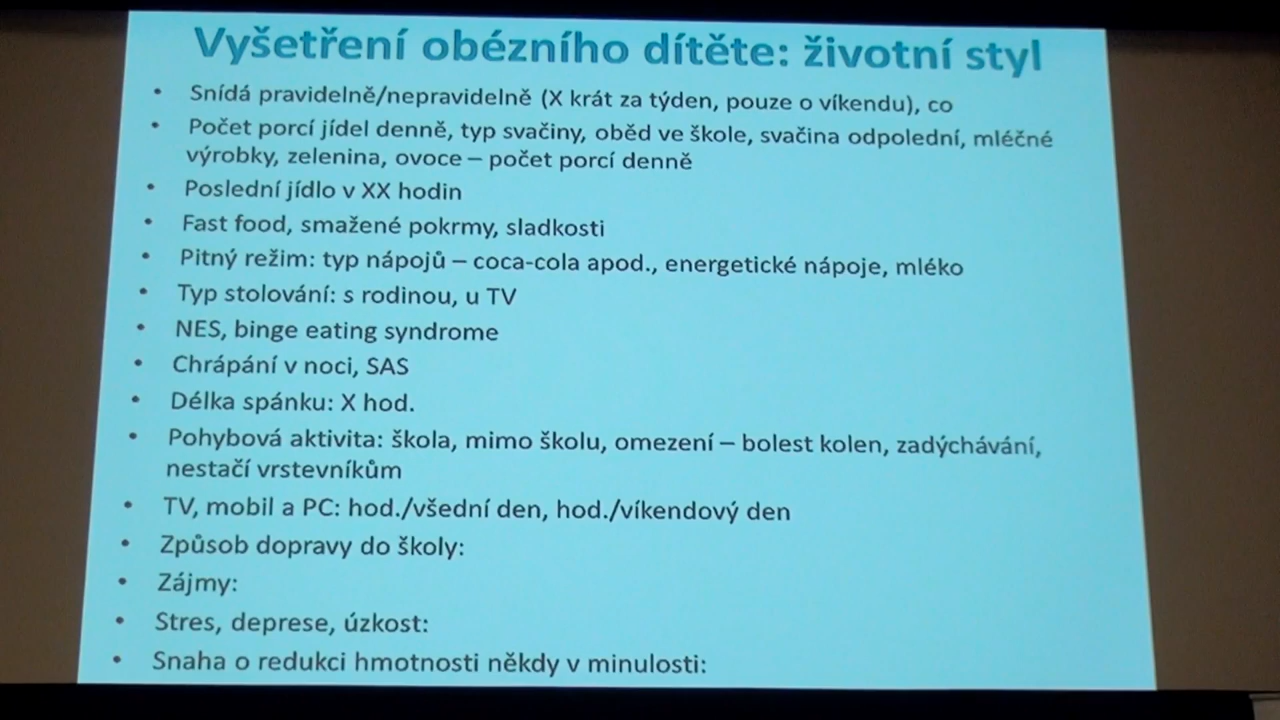 Vyšetření obézního dítěte: životní styl
• Snídá pravidelně/nepravidelně (X krát za týden, pouze o víkendu), co
• Počet porcí jídel denně, typ svačiny, oběd ve škole, svačina odpolední, mléčné
výrobky, zelenina, ovoce – počet porcí denně
• Poslední jídlo v XX hodin
• Fast food, smažené pokrmy, sladkosti
• Pitný režim: typ nápojů – coca-cola apod., energetické nápoje, mléko
• Typ stolování: s rodinou, u TV
• NES, binge eating syndrome
• Chrápání v noci, SAS
• Délka spánku: X hod.
• Pohybová aktivita: škola, mimo školu, omezení – bolest kolen, zadýchávání,
nestačí vrstevníkům
• TV, mobil a PC: hod./všední den, hod./víkendový den
• Způsob dopravy do školy:
• Zájmy:
• Stres, deprese, úzkost:
• Snaha o redukci hmotnosti někdy v minulosti: